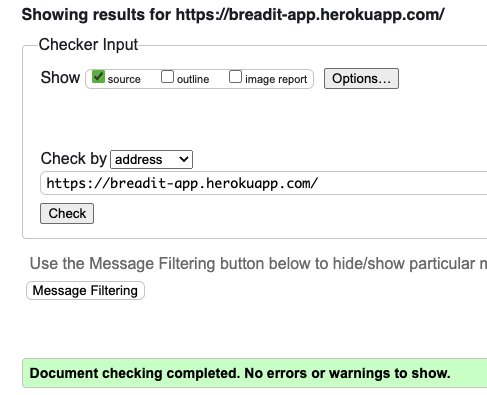 Showing results for https://breadit-app.herokuapp.com/
Checker Input
Show source outline image report Options...
Check by address
https://breadit-app.herokuapp.com/
Check
Use the Message Filtering button below to hide/show particular
Message Filtering
Document checking completed. No errors or warnings to show.